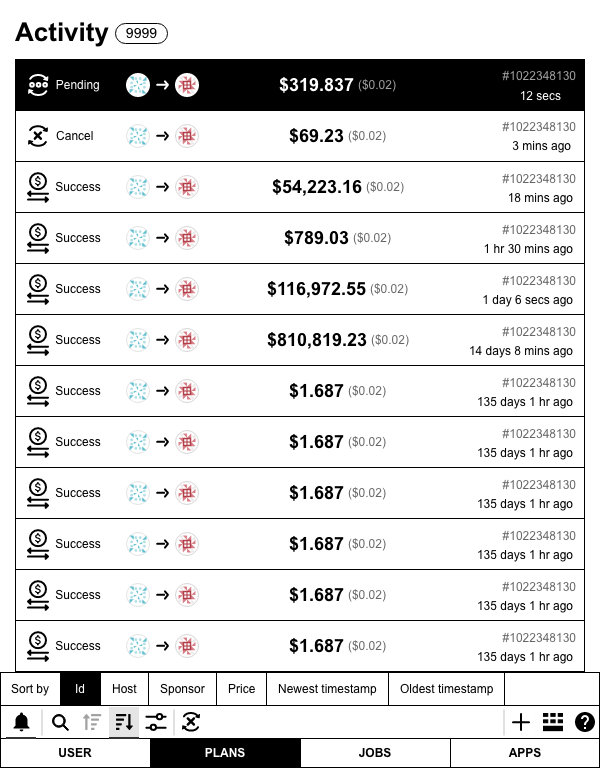 Activity 9999
Pending $319.837 ($0.02) #1022348130
12 secs
Cancel $69.23 ($0.02) #1022348130
3 mins ago
Success $54,223.16 ($0.02) #1022348130
18 mins ago
Success $789.03 ($0.02) #1022348130
1 hr 30 mins ago
Success $116,972.55 ($0.02) #1022348130
1 day 6 secs ago
Success $810,819.23 ($0.02) #1022348130
14 days 8 mins ago
Success $1.687 ($0.02) #1022348130
135 days 1 hr ago
Success $1.687 ($0.02) #1022348130
135 days 1 hr ago
Success $1.687 ($0.02) #1022348130
135 days 1 hr ago
Success $1.687 ($0.02) #1022348130
135 days 1 hr ago
Success $1.687 ($0.02) #1022348130
135 days 1 hr ago
Success $1.687 ($0.02) #1022348130
135 days 1 hr ago
Sort by Id Host Sponsor Price Newest timestamp Oldest timestamp
USER PLANS JOBS APPS